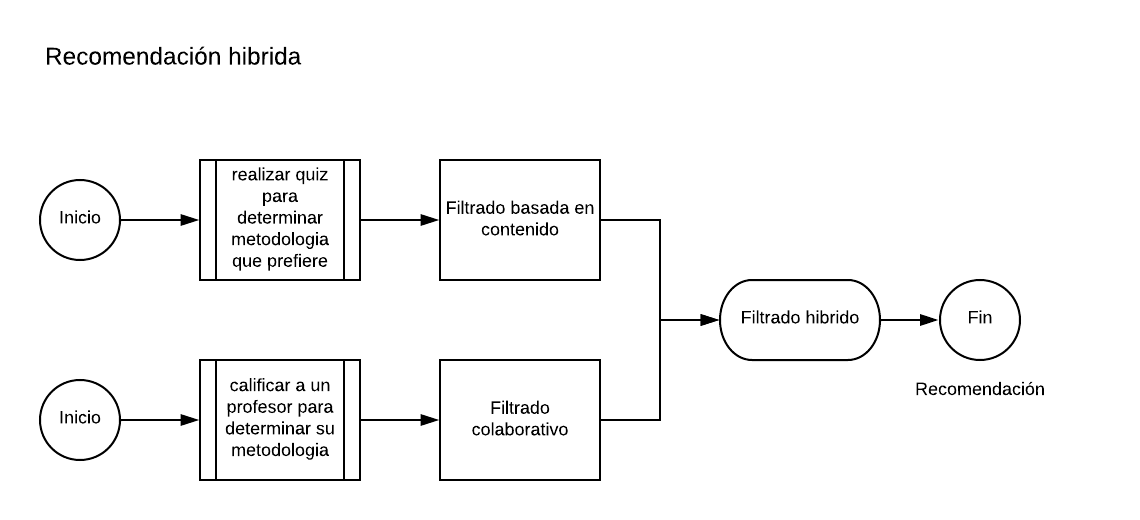 Recomendación hibrida
Inicio
realizar quiz
para
determinar
metodologia
que prefiere
Filtrado basada en
contenido
Filtrado hibrido
Fin
Recomendación
Inicio
calificar a un
profesor para
determinar su
metodologia
Filtrado
colaborativo